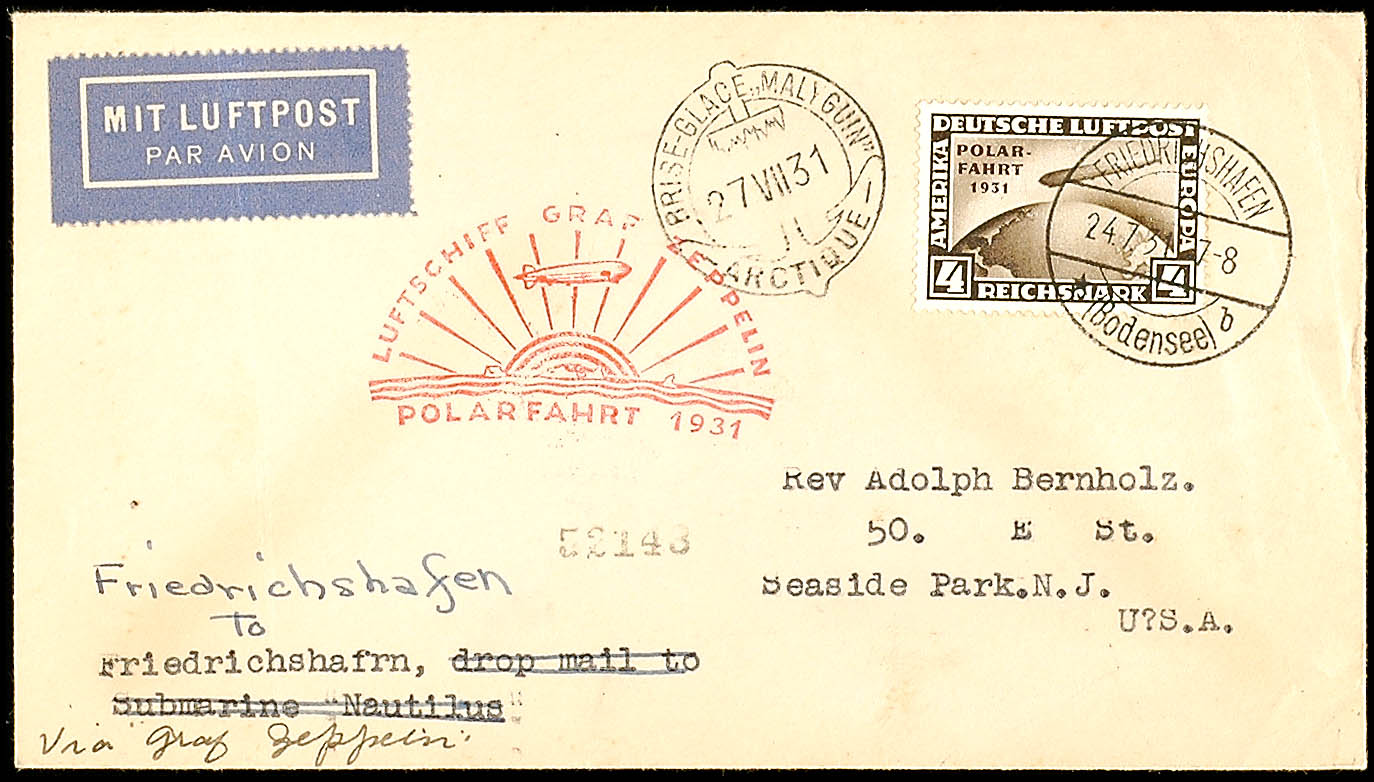 MIT LUFTPOST
PAR AVION
BRISE-GLACE „MALYGUIN”
27 VII 31
ARCTIQUE
DEUTSCHE LUFTPOST
AMERIKA
EUROPA
POLAR-
FAHRT
1931
4 REICHSMARK 4
FRIEDRICHSHAFEN
24.7.31 7-8
(Bodensee) b
LUFTSCHIFF GRAF ZEPPELIN
POLARFAHRT 1931
Rev Adolph Bernholz.
50. E St.
Seaside Park.N.J.
U?S.A.
52143
Friedrichshafen
To
Friedrichshafrn, drop mail to
Submarine "Nautilus"
Via Graf Zeppelin